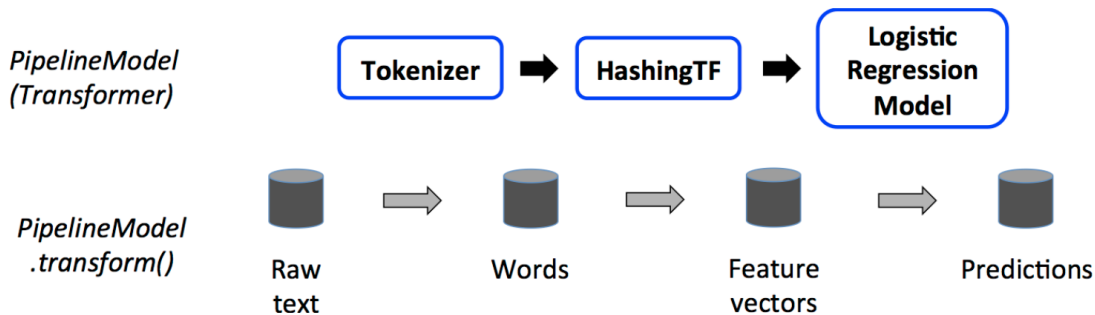 PipelineModel
(Transformer)
Tokenizer
HashingTF
Logistic
Regression
Model
PipelineModel
.transform()
Raw
text
Words
Feature
vectors
Predictions